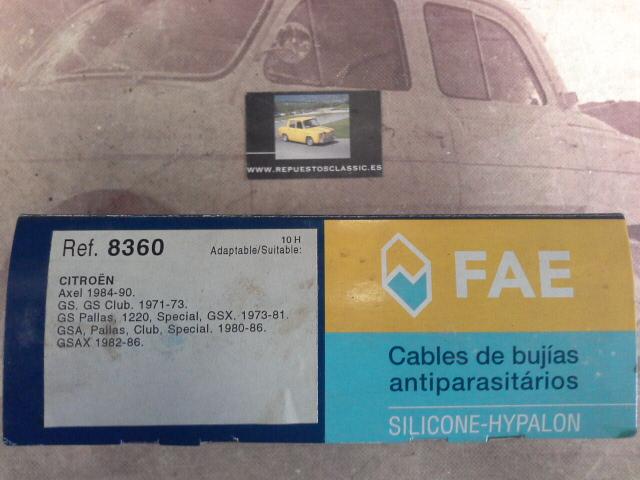 WWW.REPUESTOSCLASSIC.ES
Ref. 8360
10 H
Adaptable/Suitable:
CITROËN
Axel 1984-90.
GS, GS Club. 1971-73.
GS Pallas, 1220, Special, GSX. 1973-81.
GSA, Pallas, Club, Special. 1980-86.
GSAX 1982-86.
FAE
Cables de bujías
antiparasitários
SILICONE-HYPALON